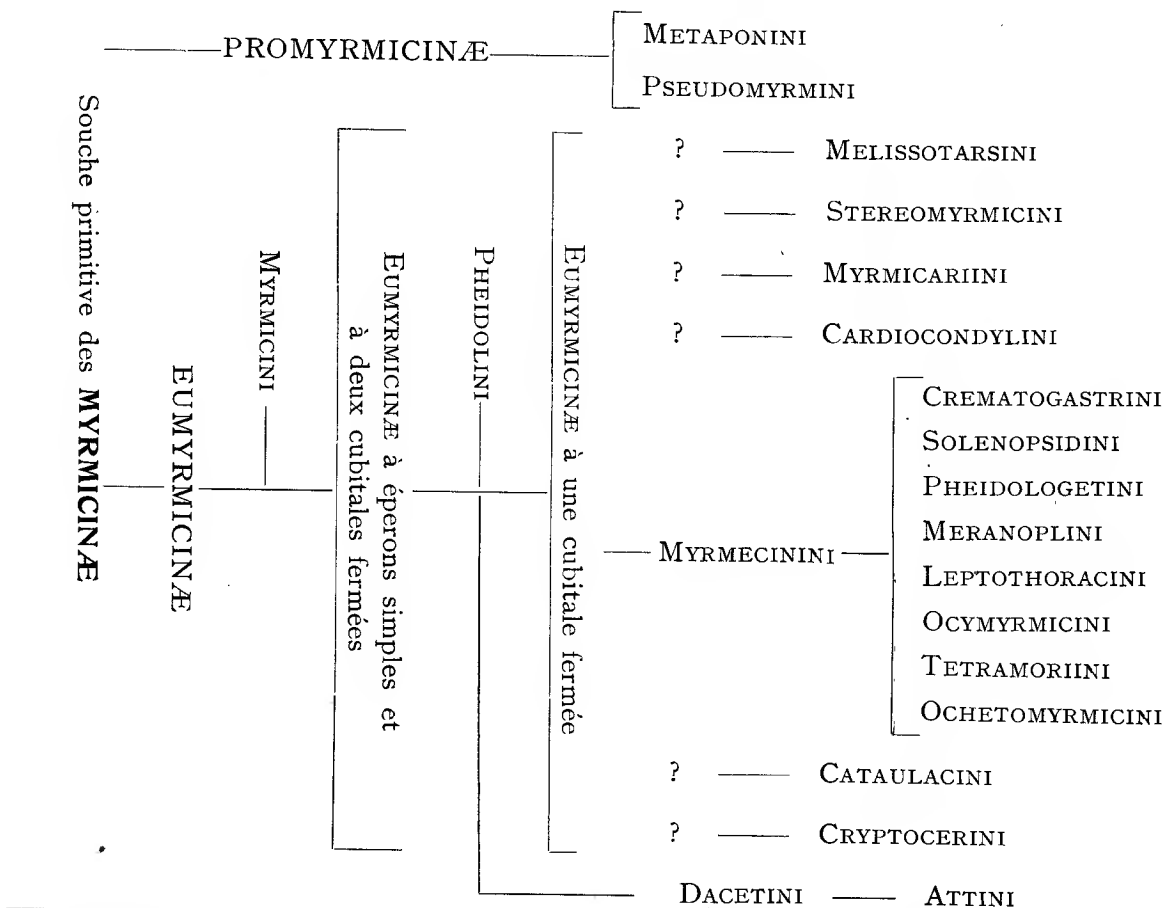 PROMYRMICINÆ
METAPONINI
PSEUDOMYRMINI
Souche primitive des MYRMICINÆ
EUMYRMICINÆ
MYRMICINI
EUMYRMICINÆ à éperons simples et
à deux cubitales fermées
PHEIDOLINI
EUMYRMICINÆ à une cubitale fermée
? MELISSOTARSINI
? STEREOMYRMICINI
? MYRMICARIINI
? CARDIOCONDYLINI
MYRMECININI
CREMATOGASTRINI
SOLENOPSIDINI
PHEIDOLOGETINI
MERANOPLINI
LEPTOTHORACINI
OCYMYRMICINI
TETRAMORIINI
OCHETOMYRMICINI
? CATAULACINI
? CRYPTOCERINI
DACETINI — ATTINI